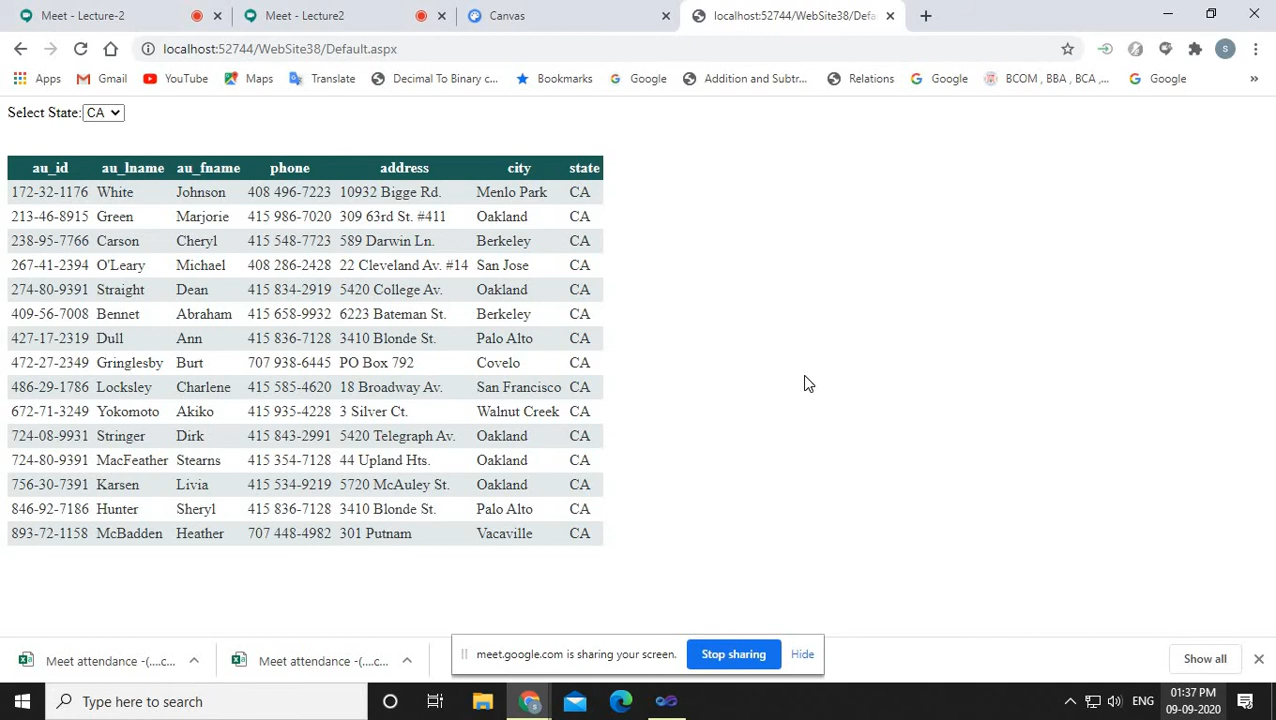 Meet - Lecture-2 Meet - Lecture2 Canvas localhost:52744/WebSite38/Defa
localhost:52744/WebSite38/Default.aspx S
Apps Gmail YouTube Maps Translate Decimal To Binary c... Bookmarks Google Addition and Subtr... Relations Google BCOM , BBA , BCA ,... Google »
Select State: CA
au_id au_lname au_fname phone address city state
172-32-1176 White Johnson 408 496-7223 10932 Bigge Rd. Menlo Park CA
213-46-8915 Green Marjorie 415 986-7020 309 63rd St. #411 Oakland CA
238-95-7766 Carson Cheryl 415 548-7723 589 Darwin Ln. Berkeley CA
267-41-2394 O'Leary Michael 408 286-2428 22 Cleveland Av. #14 San Jose CA
274-80-9391 Straight Dean 415 834-2919 5420 College Av. Oakland CA
409-56-7008 Bennet Abraham 415 658-9932 6223 Bateman St. Berkeley CA
427-17-2319 Dull Ann 415 836-7128 3410 Blonde St. Palo Alto CA
472-27-2349 Gringlesby Burt 707 938-6445 PO Box 792 Covelo CA
486-29-1786 Locksley Charlene 415 585-4620 18 Broadway Av. San Francisco CA
672-71-3249 Yokomoto Akiko 415 935-4228 3 Silver Ct. Walnut Creek CA
724-08-9931 Stringer Dirk 415 843-2991 5420 Telegraph Av. Oakland CA
724-80-9391 MacFeather Stearns 415 354-7128 44 Upland Hts. Oakland CA
756-30-7391 Karsen Livia 415 534-9219 5720 McAuley St. Oakland CA
846-92-7186 Hunter Sheryl 415 836-7128 3410 Blonde St. Palo Alto CA
893-72-1158 McBadden Heather 707 448-4982 301 Putnam Vacaville CA
Meet attendance -(....c... Meet attendance -(....c... meet.google.com is sharing your screen. Stop sharing Hide Show all
Type here to search ENG 01:37 PM
09-09-2020